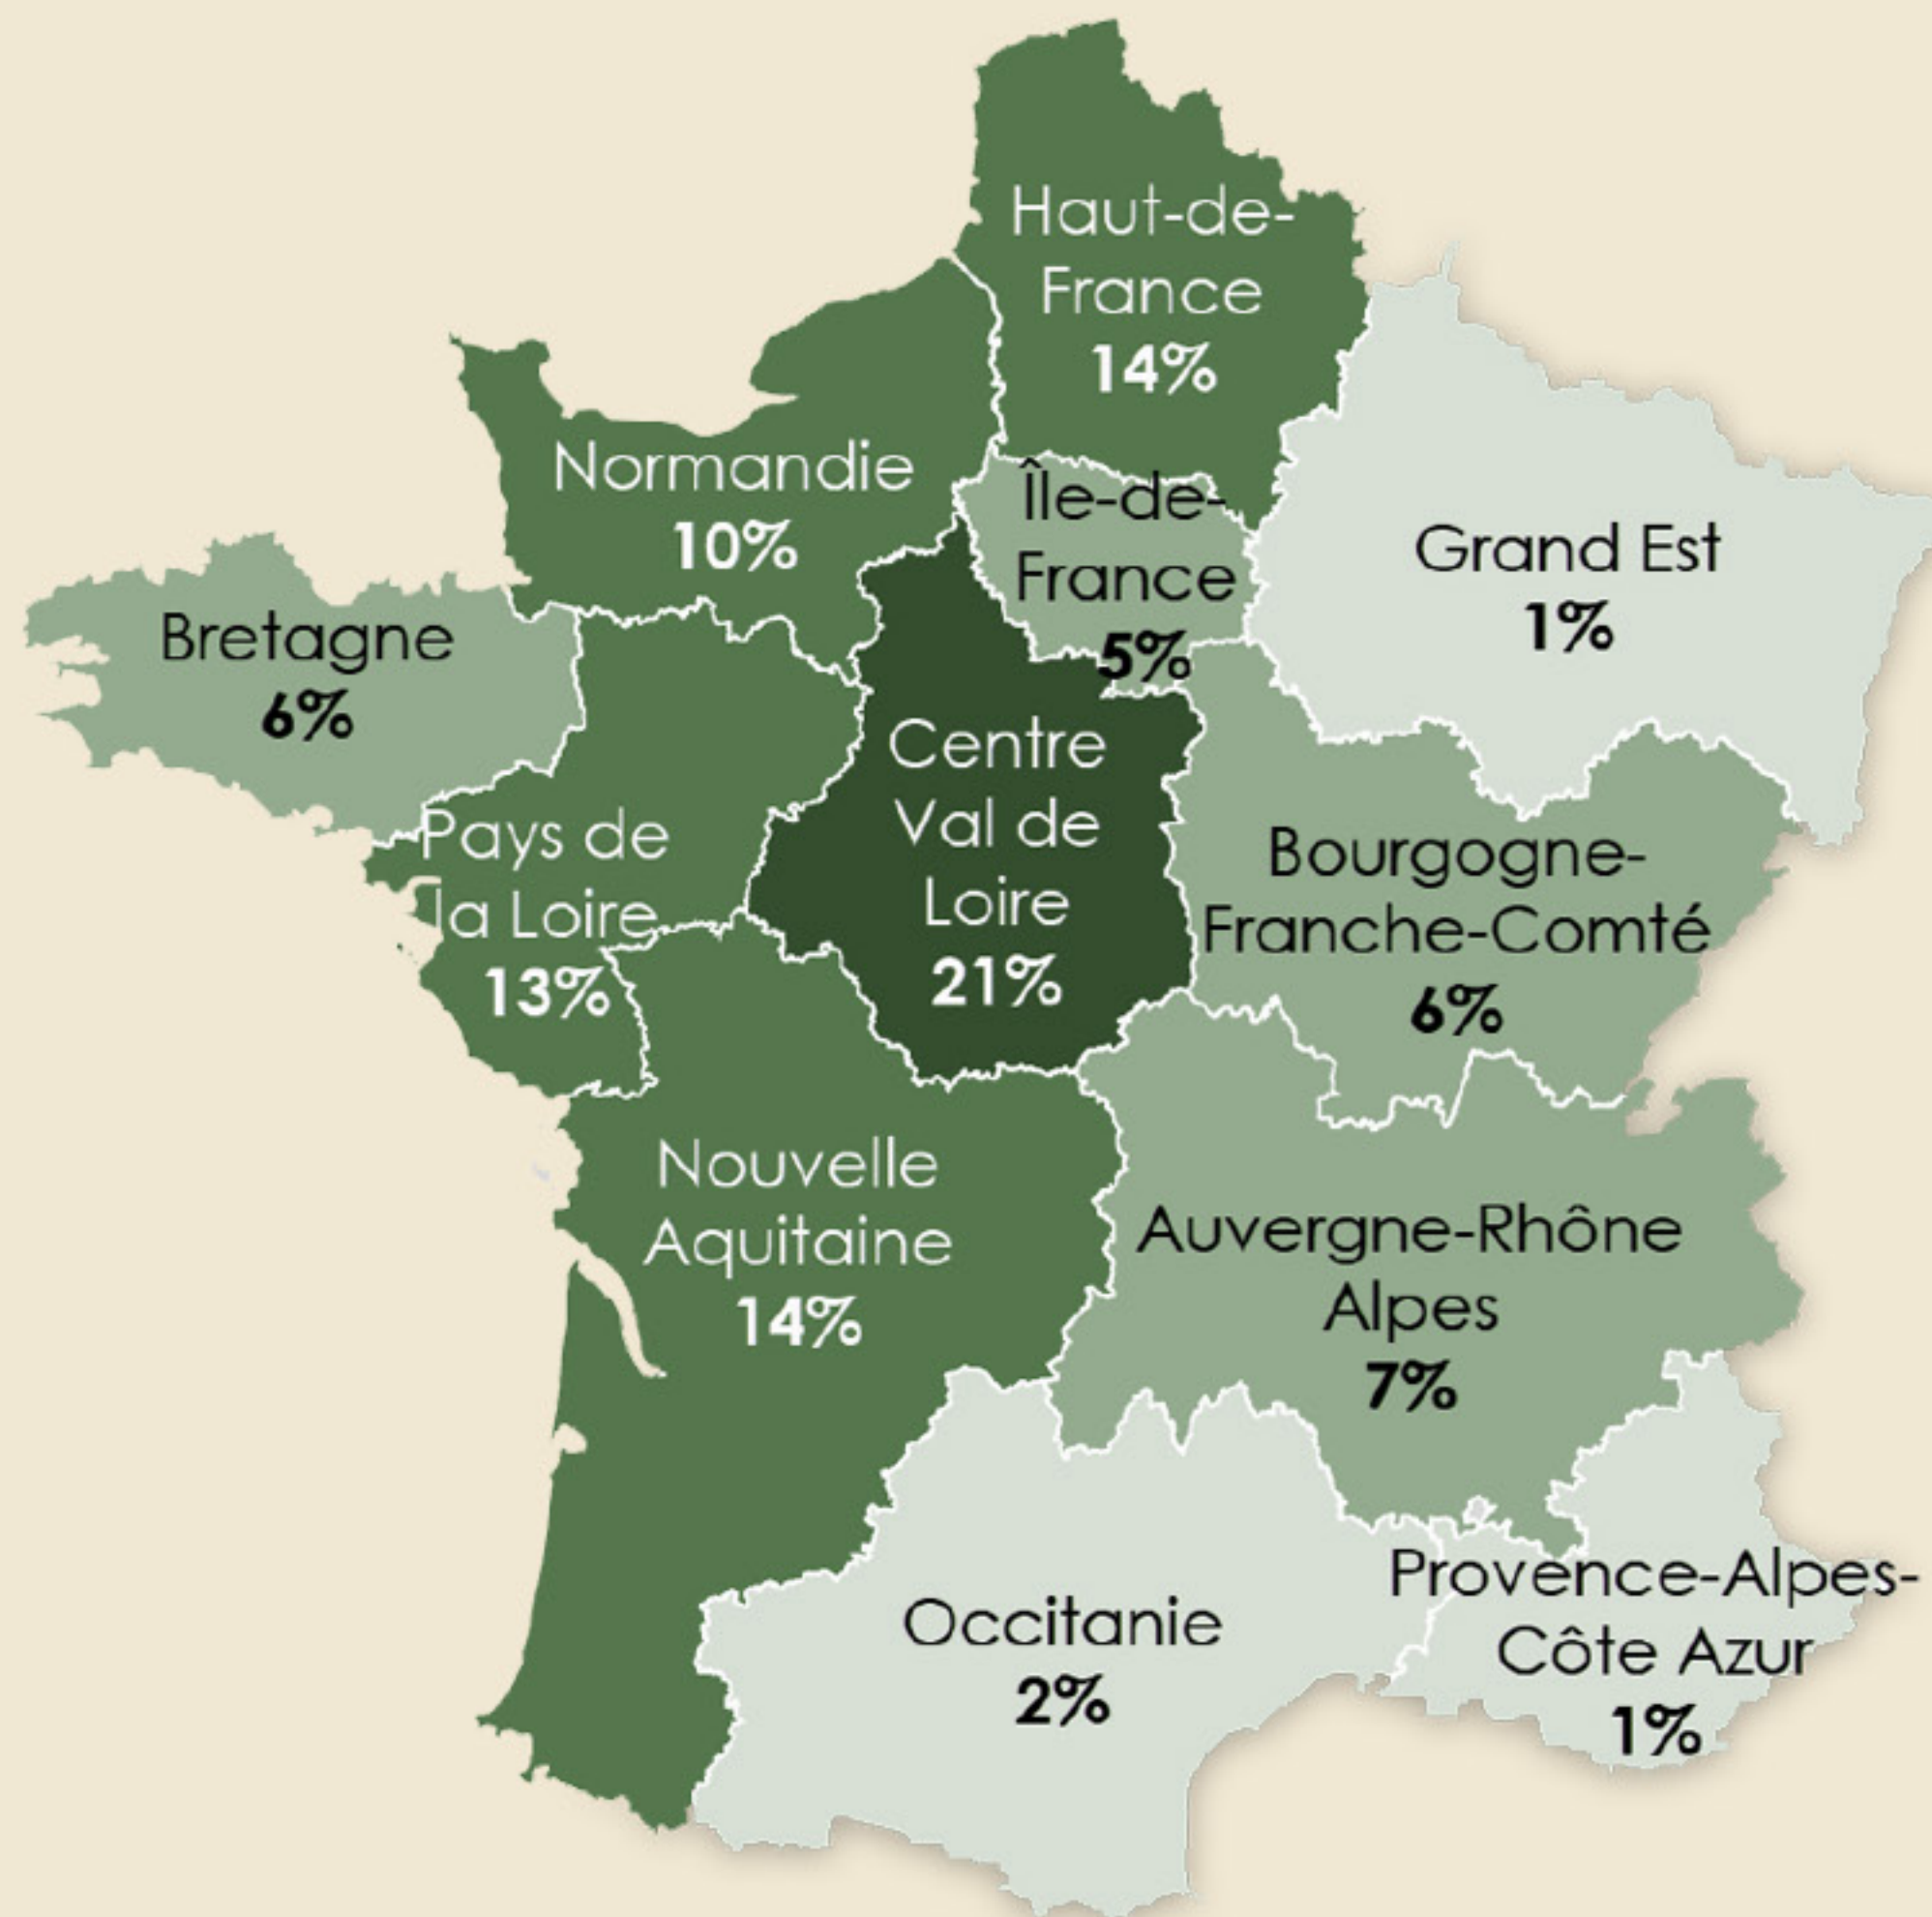 Haut-de-
France
14%
Normandie
10%
Île-de-
France
5%
Grand Est
1%
Bretagne
6%
Centre
Val de
Loire
21%
Pays de
la Loire
13%
Bourgogne-
Franche-Comté
6%
Nouvelle
Aquitaine
14%
Auvergne-Rhône
Alpes
7%
Occitanie
2%
Provence-Alpes-
Côte Azur
1%